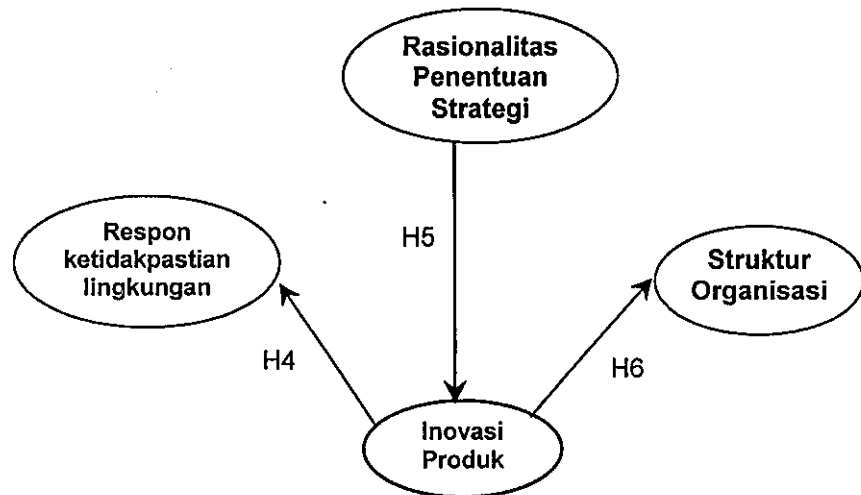 Rasionalitas
Penentuan
Strategi
Respon
ketidakpastian
lingkungan
H5
Struktur
Organisasi
H4
H6
Inovasi
Produk